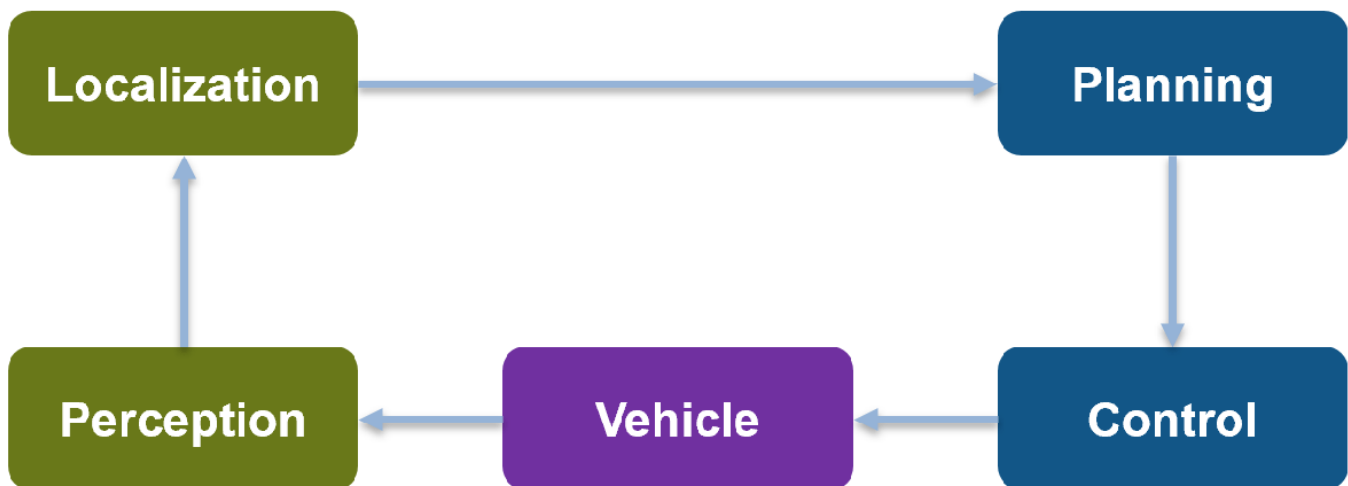 Localization
Planning
Perception
Vehicle
Control